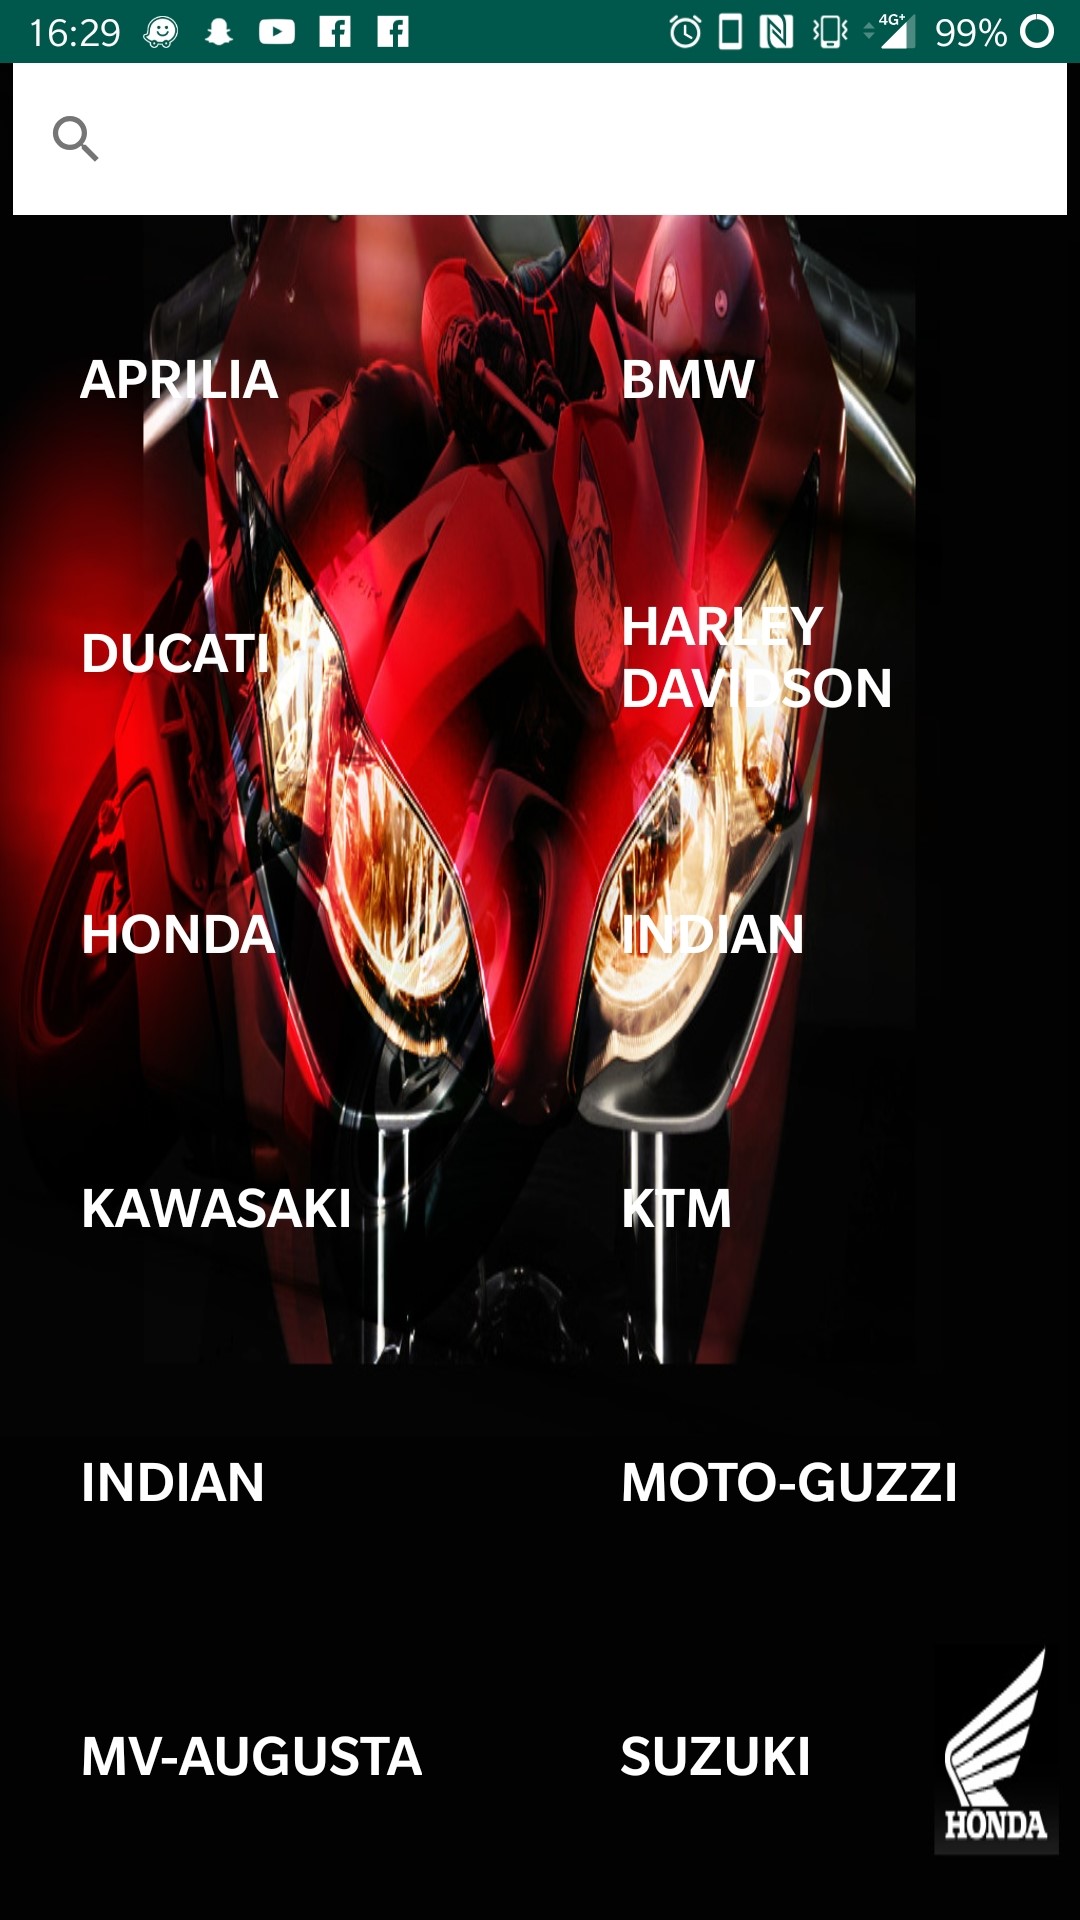 16:29
4G+
99%
APRILIA
BMW
DUCATI
HARLEY
DAVIDSON
HONDA
INDIAN
KAWASAKI
KTM
INDIAN
MOTO-GUZZI
MV-AUGUSTA
SUZUKI
HONDA